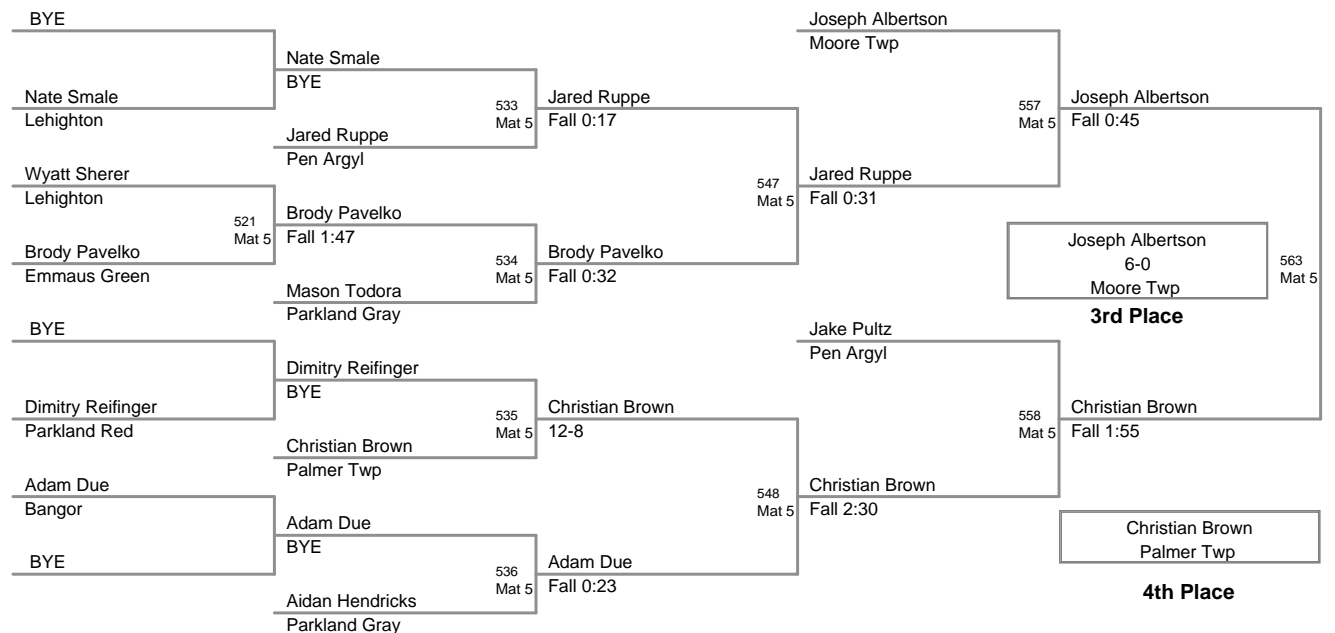 BYE
Nate Smale
Lehighton
Wyatt Sherer
Lehighton
521
Mat 5
Brody Pavelko
Emmaus Green
BYE
Dimitry Reifinger
Parkland Red
Adam Due
Bangor
BYE
Nate Smale
BYE
533
Mat 5
Jared Ruppe
Pen Argyl
Brody Pavelko
Fall 1:47
534
Mat 5
Mason Todora
Parkland Gray
Dimitry Reifinger
BYE
535
Mat 5
Christian Brown
Palmer Twp
Adam Due
BYE
536
Mat 5
Aidan Hendricks
Parkland Gray
Jared Ruppe
Fall 0:17
547
Mat 5
Brody Pavelko
Fall 0:32
Christian Brown
12-8
548
Mat 5
Adam Due
Fall 0:23
Joseph Albertson
Moore Twp
557
Mat 5
Jared Ruppe
Fall 0:31
Jake Pultz
Pen Argyl
558
Mat 5
Christian Brown
Fall 2:30
Joseph Albertson
Fall 0:45
Joseph Albertson
6-0
Moore Twp
3rd Place
563
Mat 5
Christian Brown
Fall 1:55
Christian Brown
Palmer Twp
4th Place